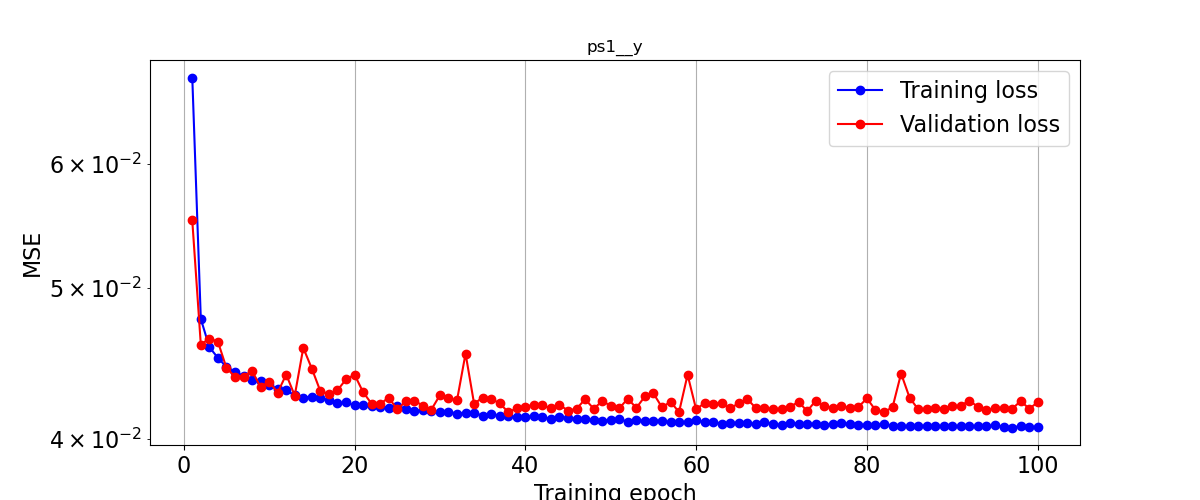 ps1__y
Training loss
Validation loss
MSE
6 × 10⁻²
5 × 10⁻²
4 × 10⁻²
0 20 40 60 80 100
Training epoch